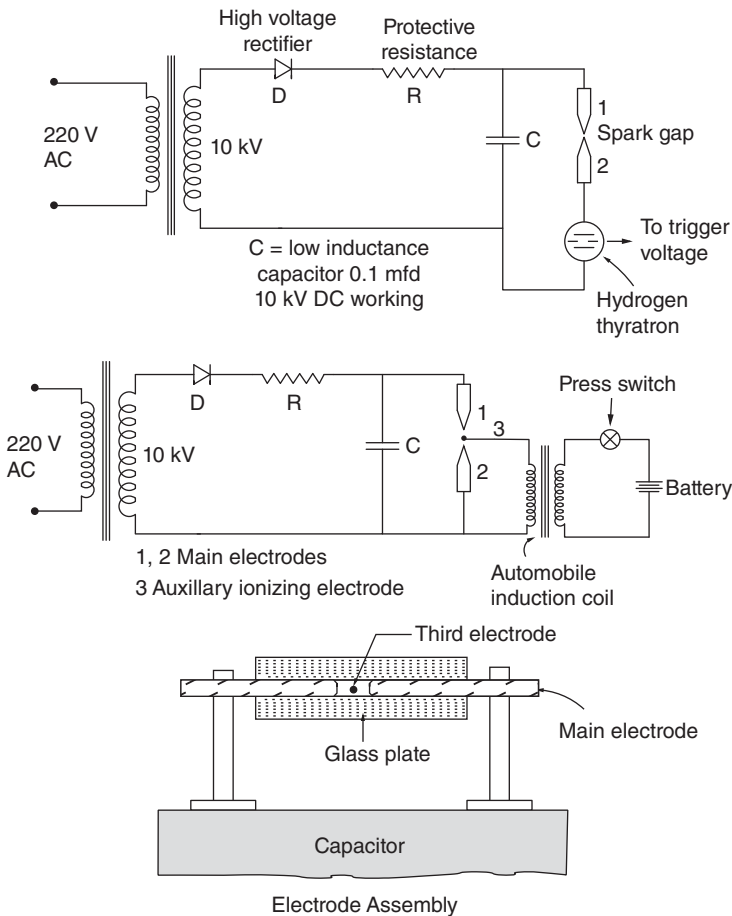 High voltage
rectifier
Protective
resistance
D
R
220 V
AC
10 kV
C
1
Spark gap
2
To trigger
voltage
C = low inductance
capacitor 0.1 mfd
10 kV DC working
Hydrogen
thyratron
D
R
Press switch
1
3
220 V
AC
10 kV
C
2
Battery
1, 2 Main electrodes
3 Auxillary ionizing electrode
Automobile
induction coil
Third electrode
Main electrode
Glass plate
Capacitor
Electrode Assembly